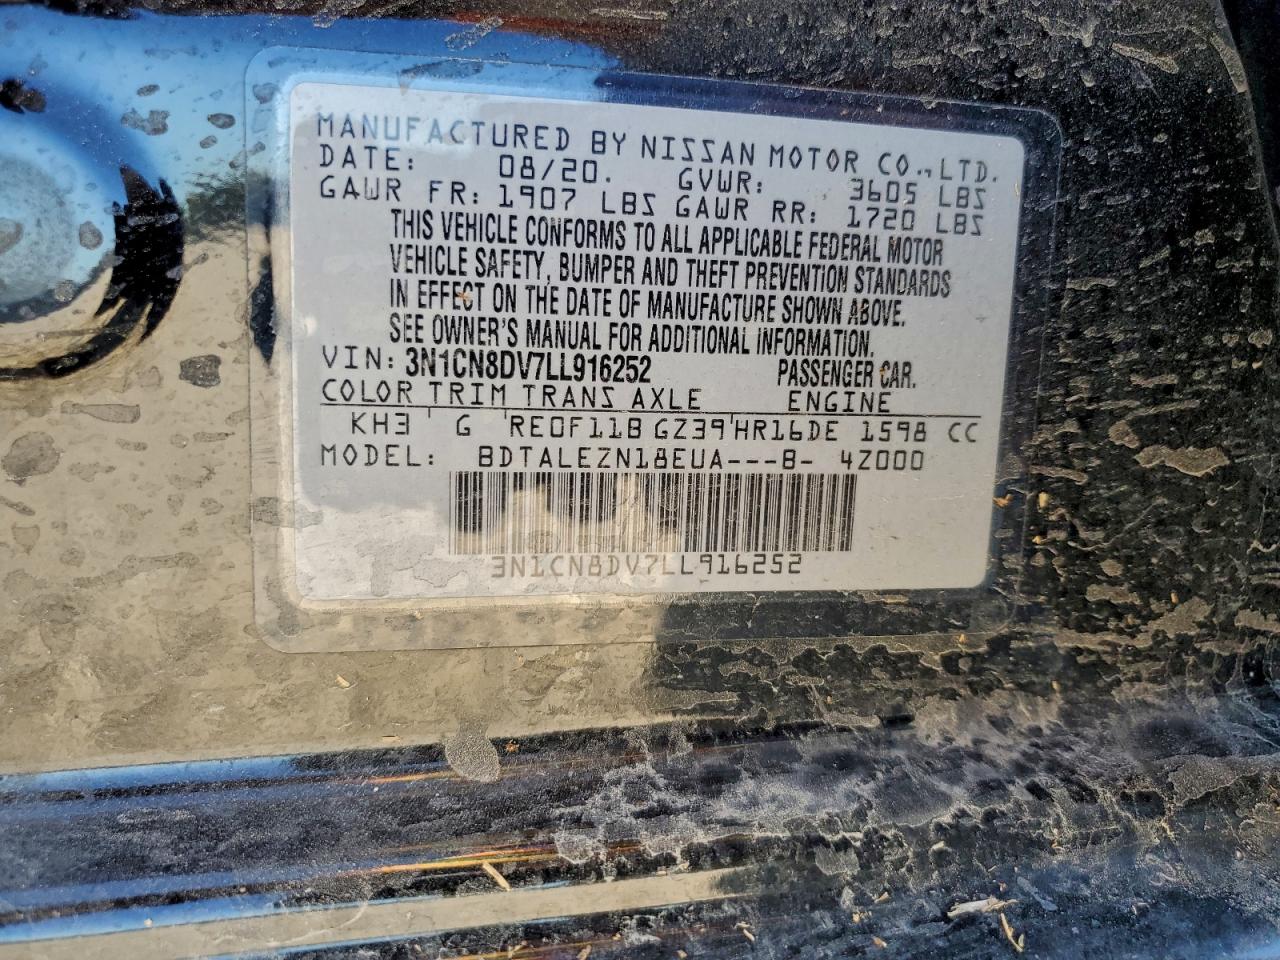 MANUFACTURED BY NISSAN MOTOR CO., LTD.
DATE: 08/20. GVWR: 3605 LBS
GAWR FR: 1907 LBS GAWR RR: 1720 LBS
THIS VEHICLE CONFORMS TO ALL APPLICABLE FEDERAL MOTOR
VEHICLE SAFETY, BUMPER AND THEFT PREVENTION STANDARDS
IN EFFECT ON THE DATE OF MANUFACTURE SHOWN ABOVE.
SEE OWNER'S MANUAL FOR ADDITIONAL INFORMATION.
VIN: 3N1CN8DV7LL916252 PASSENGER CAR.
COLOR TRIM TRANS AXLE ENGINE
KH3 G RE0F11B GZ39 HR16DE 1598 CC
MODEL: BDTALEZN18EUA---B- 4Z000
3N1CN8DV7LL916252